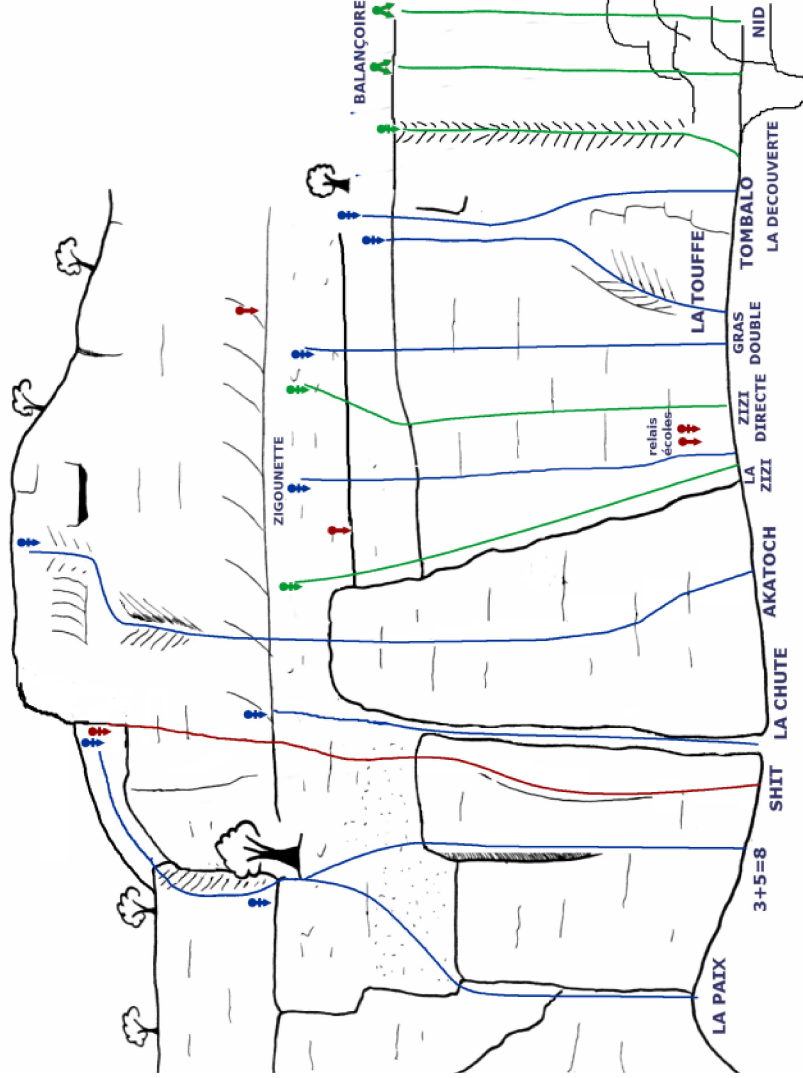 BALANÇOIRE
ZIGOUNETTE
relais
écoles
LA PAIX
3+5=8
SHIT
LA CHUTE
AKATOCH
LA
ZIZI
ZIZI
DIRECTE
GRAS
DOUBLE
LA TOUFFE
TOMBALO
LA DECOUVERTE
NID